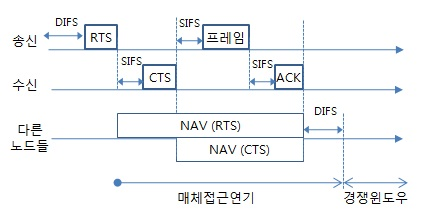 DIFS
송신
RTS
SIFS
프레임
SIFS
CTS
SIFS
ACK
수신
DIFS
다른
노드들
NAV (RTS)
NAV (CTS)
매체접근연기
경쟁윈도우